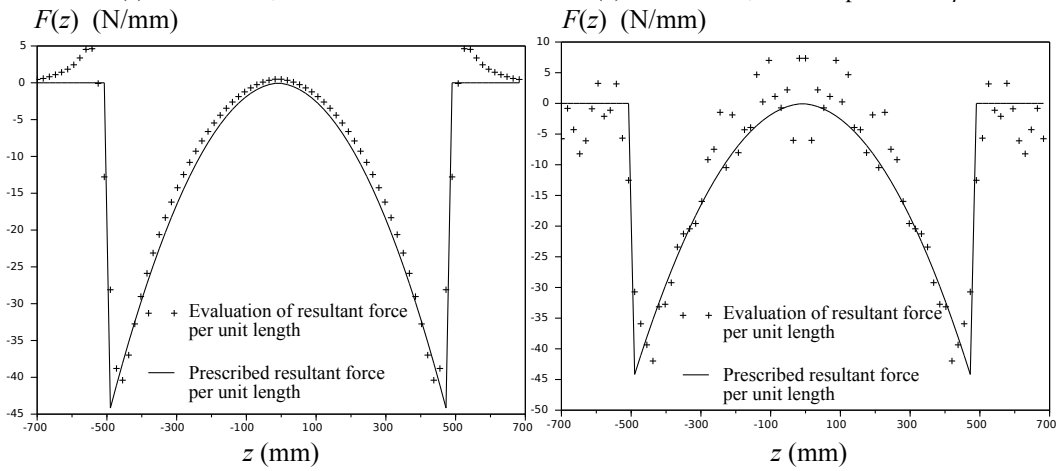 F(z) (N/mm)
5
0
-5
-10
-15
-20
-25
-30
-35
-40
-45
-700 -500 -300 -100 100 300 500 700
z (mm)
Evaluation of resultant force
per unit length
Prescribed resultant force
per unit length
F(z) (N/mm)
10
5
0
-5
-10
-15
-20
-25
-30
-35
-40
-45
-50
-700 -500 -300 -100 100 300 500 700
z (mm)
Evaluation of resultant force
per unit length
Prescribed resultant force
per unit length